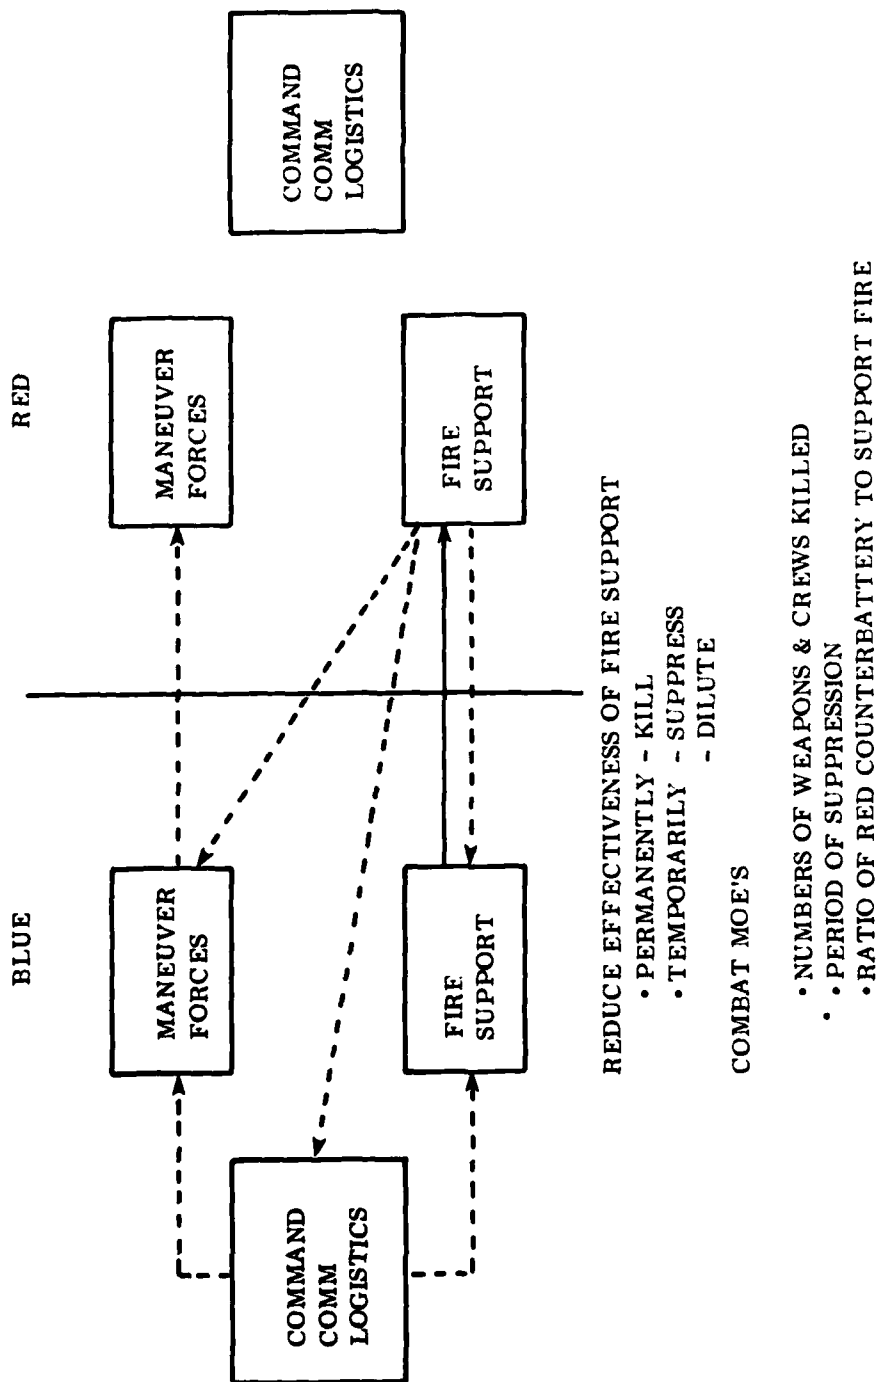 BLUE
RED
MANEUVER
FORCES
MANEUVER
FORCES
COMMAND
COMM
LOGISTICS
COMMAND
COMM
LOGISTICS
FIRE
SUPPORT
FIRE
SUPPORT
REDUCE EFFECTIVENESS OF FIRE SUPPORT
• PERMANENTLY - KILL
• TEMPORARILY - SUPPRESS
- DILUTE
COMBAT MOE'S
• NUMBERS OF WEAPONS & CREWS KILLED
• PERIOD OF SUPPRESSION
• RATIO OF RED COUNTERBATTERY TO SUPPORT FIRE